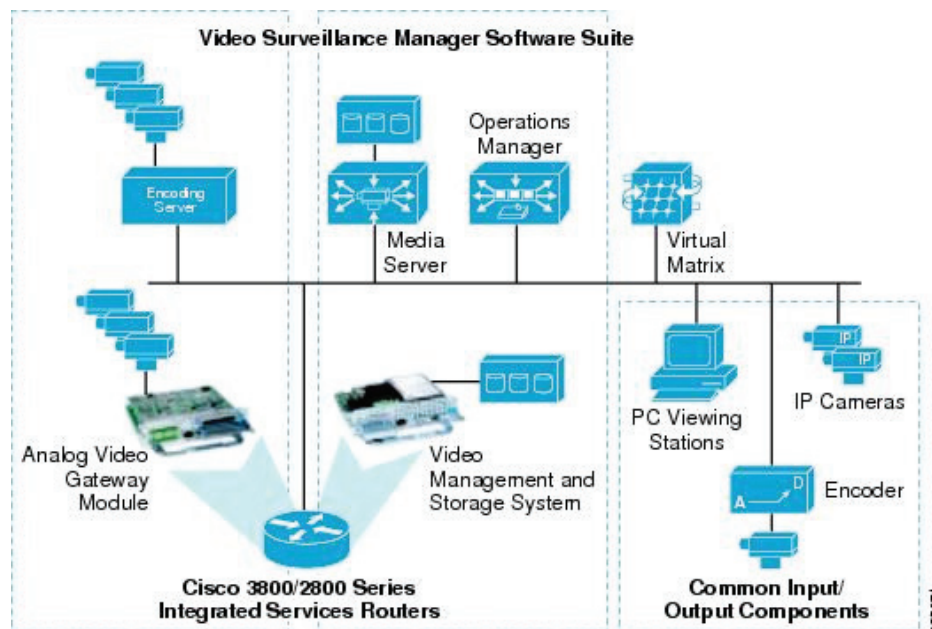 Video Surveillance Manager Software Suite
Encoding
Server
Operations
Manager
Media
Server
Virtual
Matrix
Analog Video
Gateway
Module
Video
Management and
Storage System
PC Viewing
Stations
IP
IP
IP Cameras
A
D
Encoder
Cisco 3800/2800 Series
Integrated Services Routers
Common Input/
Output Components